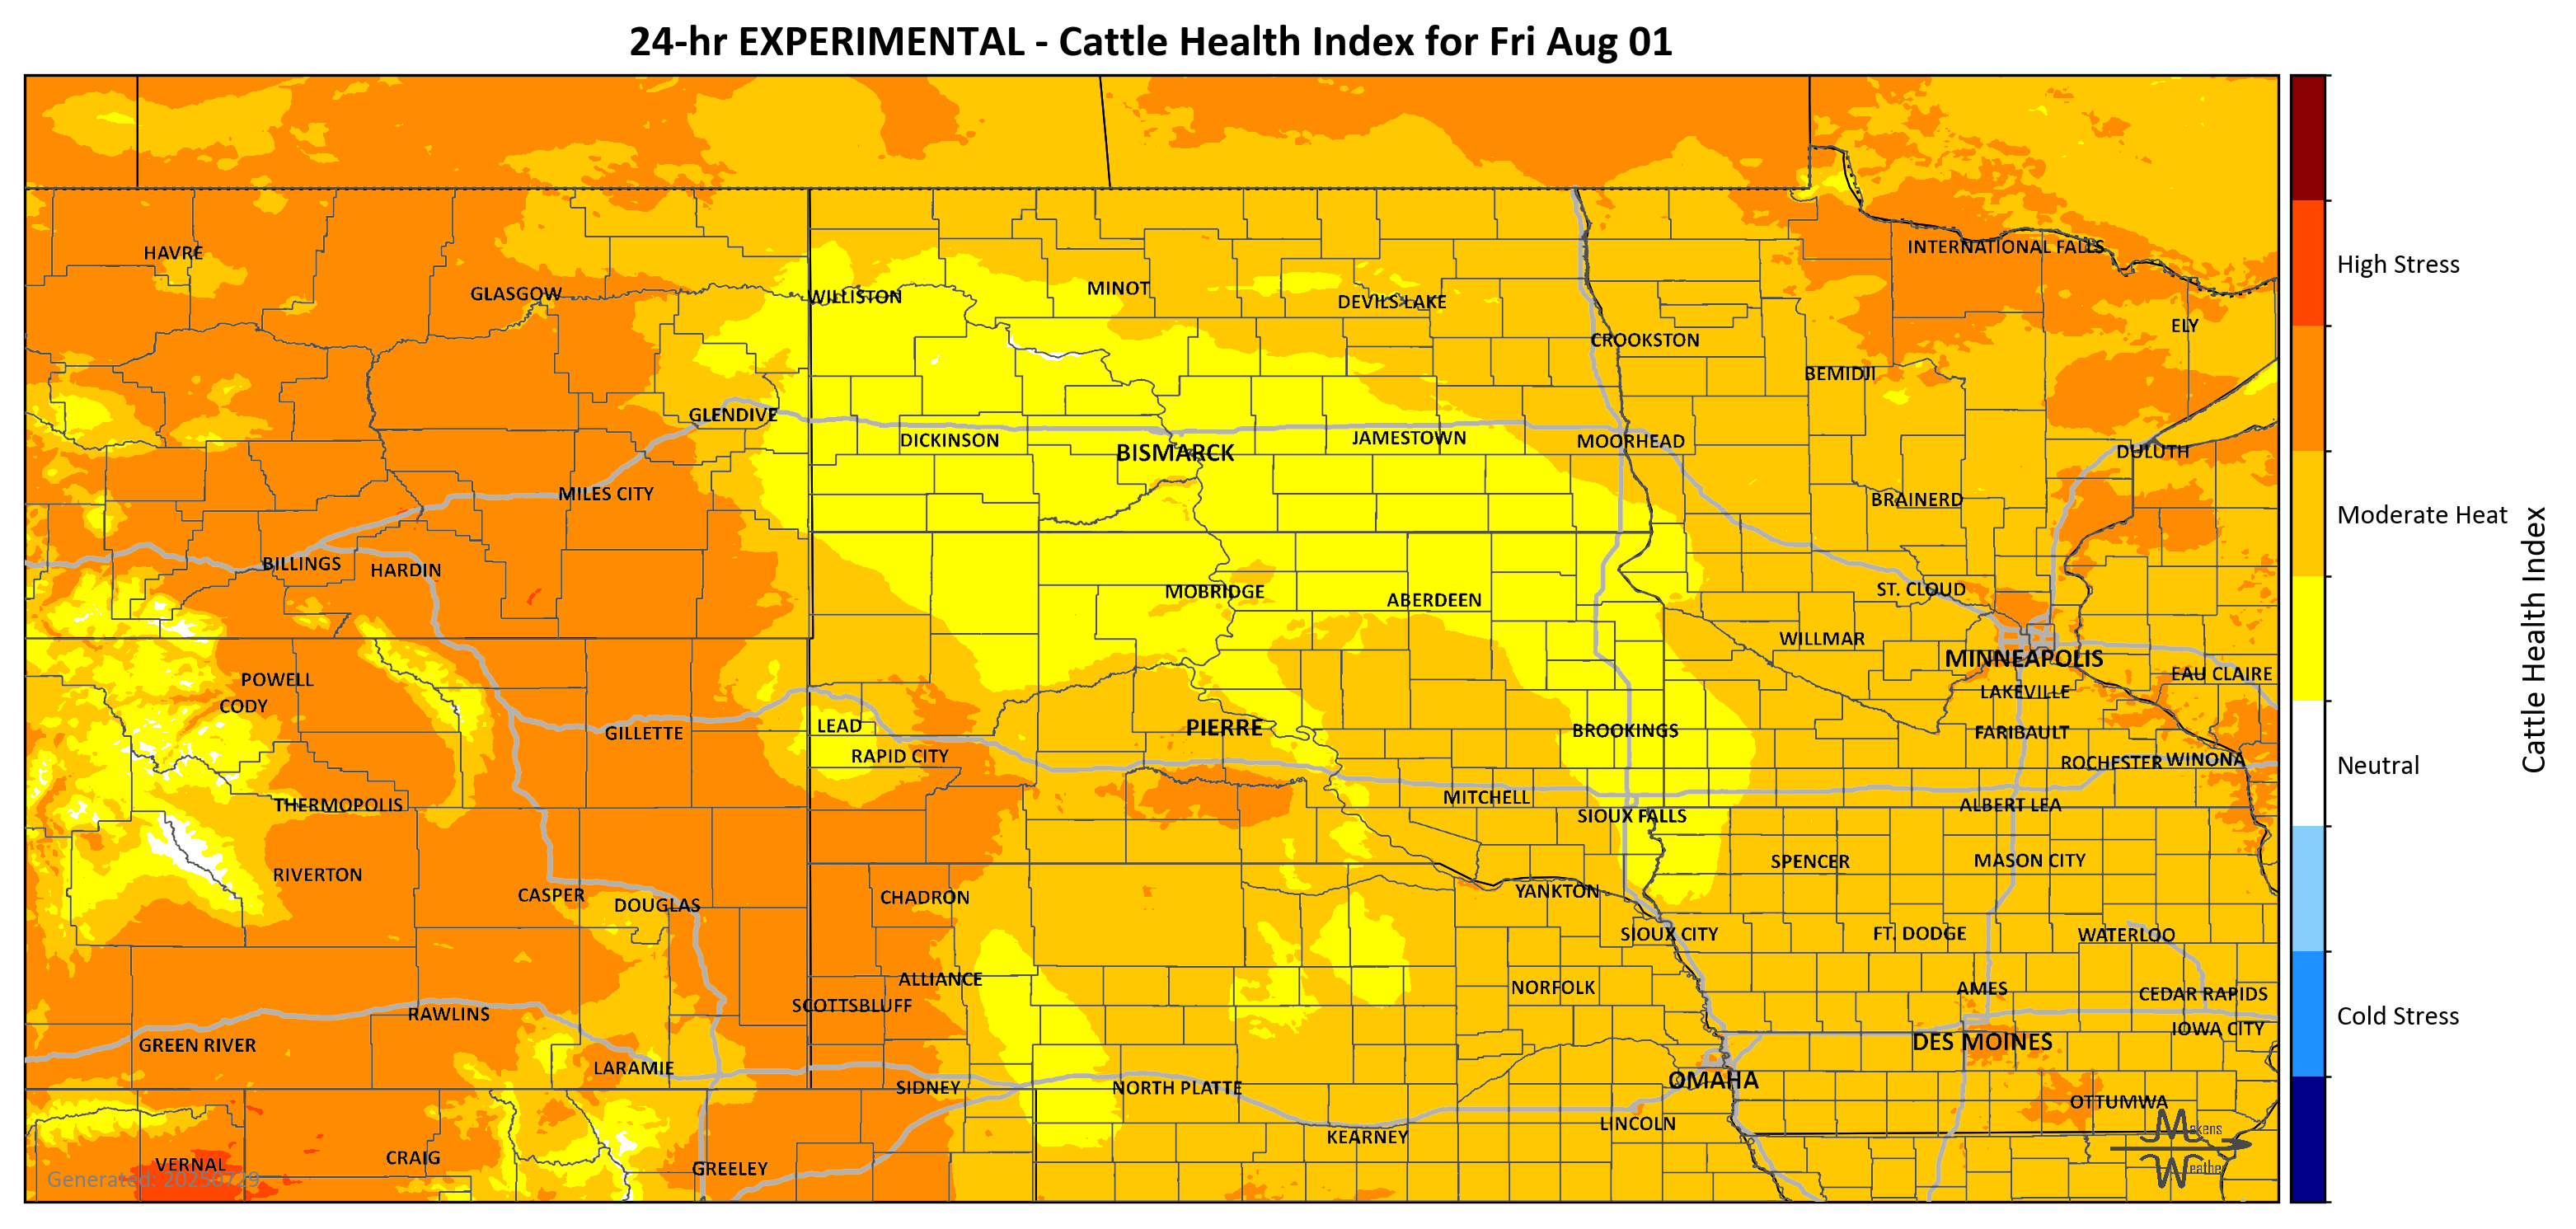 24-hr EXPERIMENTAL - Cattle Health Index for Fri Aug 01
HAVRE
INTERNATIONAL FALLS
GLASGOW
WILLISTON
MINOT
DEVILS LAKE
ELY
CROOKSTON
BEMIDJI
GLENDIVE
DICKINSON
BISMARCK
JAMESTOWN
MOORHEAD
DULUTH
MILES CITY
BRAINERD
BILLINGS
HARDIN
MOBRIDGE
ABERDEEN
ST. CLOUD
WILLMAR
MINNEAPOLIS
POWELL
EAU CLAIRE
CODY
LAKEVILLE
GILLETTE
LEAD
PIERRE
BROOKINGS
FARIBAULT
RAPID CITY
ROCHESTER
WINONA
THERMOPOLIS
MITCHELL
ALBERT LEA
SIOUX FALLS
RIVERTON
SPENCER
MASON CITY
CASPER
DOUGLAS
CHADRON
YANKTON
SIOUX CITY
FT. DODGE
WATERLOO
ALLIANCE
NORFOLK
AMES
CEDAR RAPIDS
SCOTTSBLUFF
RAWLINS
IOWA CITY
GREEN RIVER
DES MOINES
LARAMIE
SIDNEY
NORTH PLATTE
OMAHA
OTTUMWA
LINCOLN
KEARNEY
VERNAL
CRAIG
GREELEY
Generated: 20250729
Makens
Weather
High Stress
Moderate Heat
Neutral
Cold Stress
Cattle Health Index